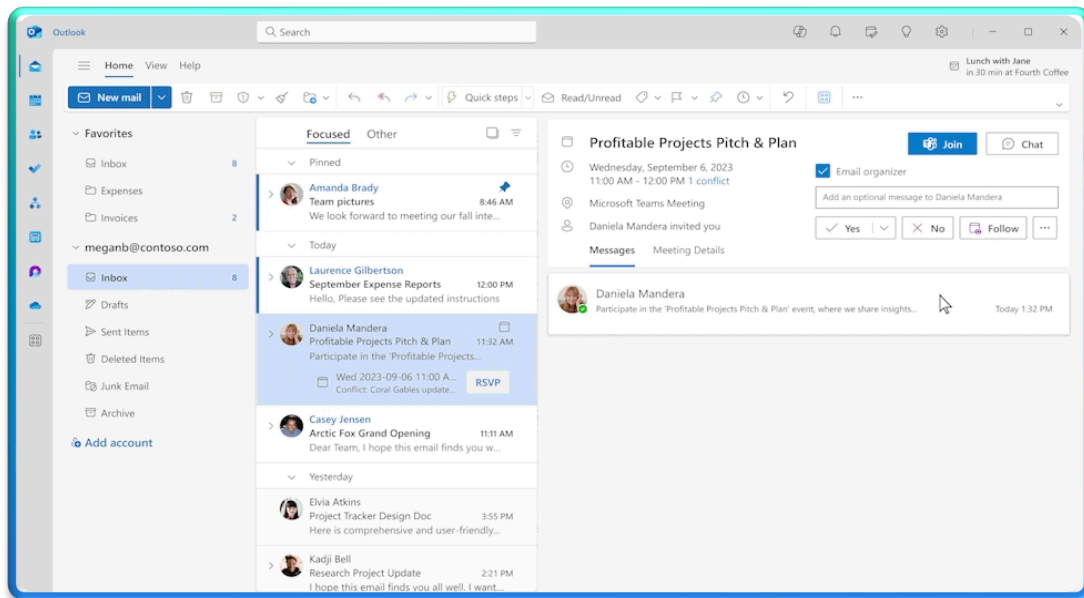 Outlook
Search
Home View Help
Lunch with Jane
in 30 min at Fourth Coffee
New mail
Quick steps
Read/Unread
Favorites
Inbox 8
Expenses
Invoices 2
meganb@contoso.com
Inbox 8
Drafts
Sent Items
Deleted Items
Junk Email
Archive
Add account
Focused Other
Pinned
Amanda Brady
Team pictures 8:46 AM
We look forward to meeting our fall inte...
Today
Laurence Gilbertson
September Expense Reports 12:00 PM
Hello, Please see the updated instructions
Daniela Mandera
Profitable Projects Pitch & Plan 11:32 AM
Participate in the 'Profitable Projects...
Wed 2023-09-06 11:00 A...
Conflict: Coral Gables update...
RSVP
Casey Jensen
Arctic Fox Grand Opening 11:11 AM
Dear Team, I hope this email finds you w...
Yesterday
Elvia Atkins
Project Tracker Design Doc 3:55 PM
Here is comprehensive and user-friendly...
Kadji Bell
Research Project Update 2:21 PM
I hope this email finds you all well. I want...
Profitable Projects Pitch & Plan
Join
Chat
Wednesday, September 6, 2023
11:00 AM - 12:00 PM 1 conflict
Microsoft Teams Meeting
Daniela Mandera invited you
Email organizer
Add an optional message to Daniela Mandera
Yes
No
Follow
Messages Meeting Details
Daniela Mandera
Participate in the 'Profitable Projects Pitch & Plan' event, where we share insights...
Today 1:32 PM